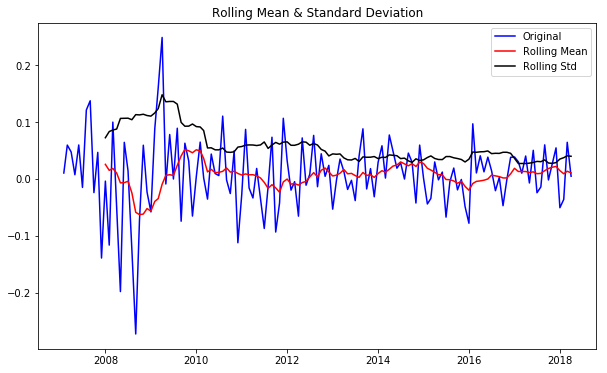 Rolling Mean & Standard Deviation
Original
Rolling Mean
Rolling Std
0.2
0.1
0.0
−0.1
−0.2
2008
2010
2012
2014
2016
2018